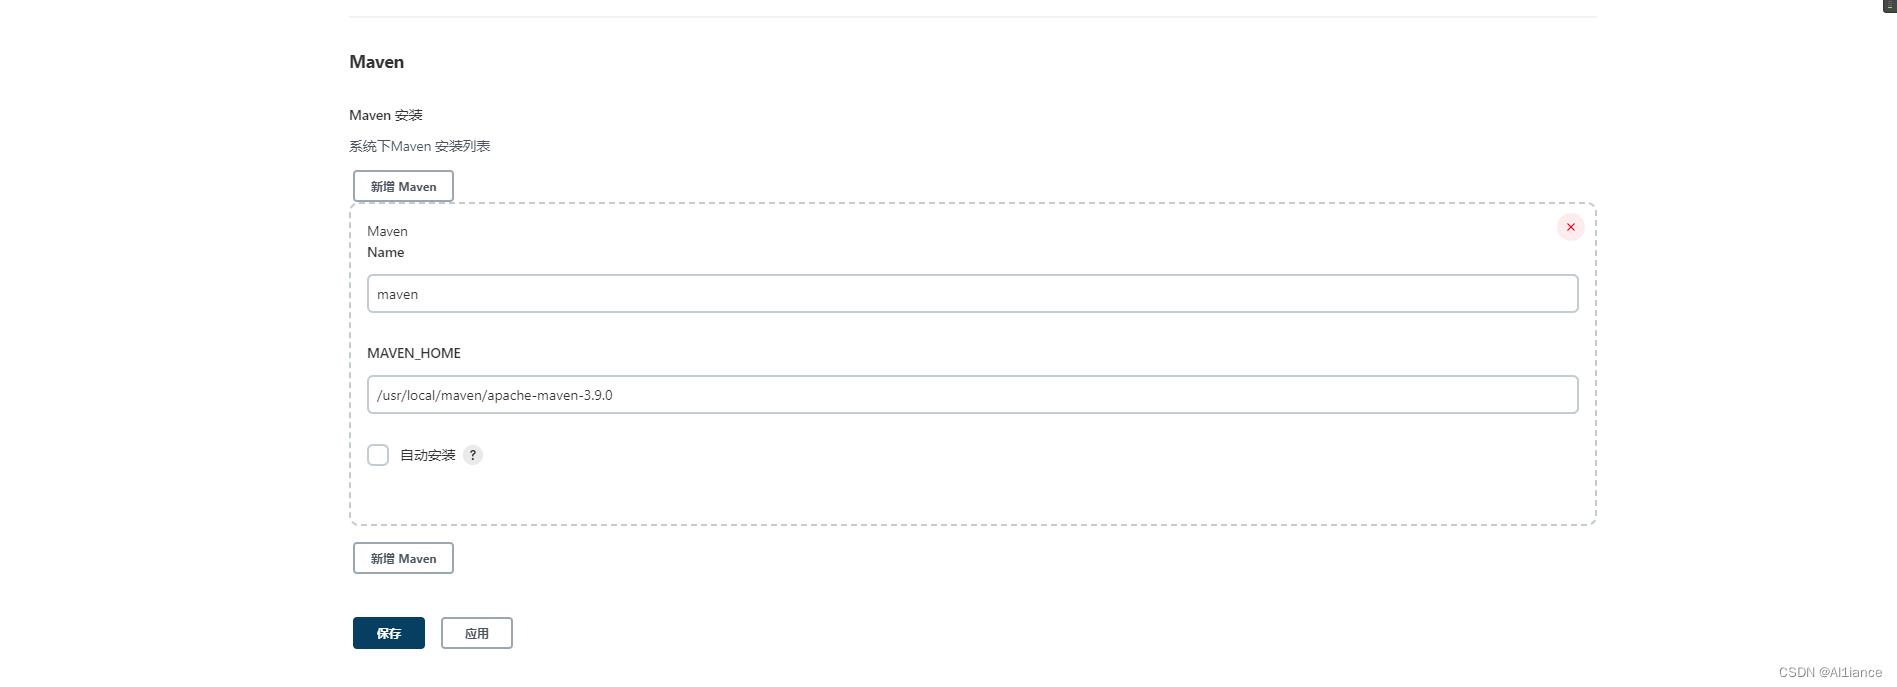 Maven
Maven 安装
系统下Maven 安装列表
新增 Maven
Maven
Name
maven
MAVEN_HOME
/usr/local/maven/apache-maven-3.9.0
自动安装 ?
新增 Maven
保存 应用
CSDN @Al1iance